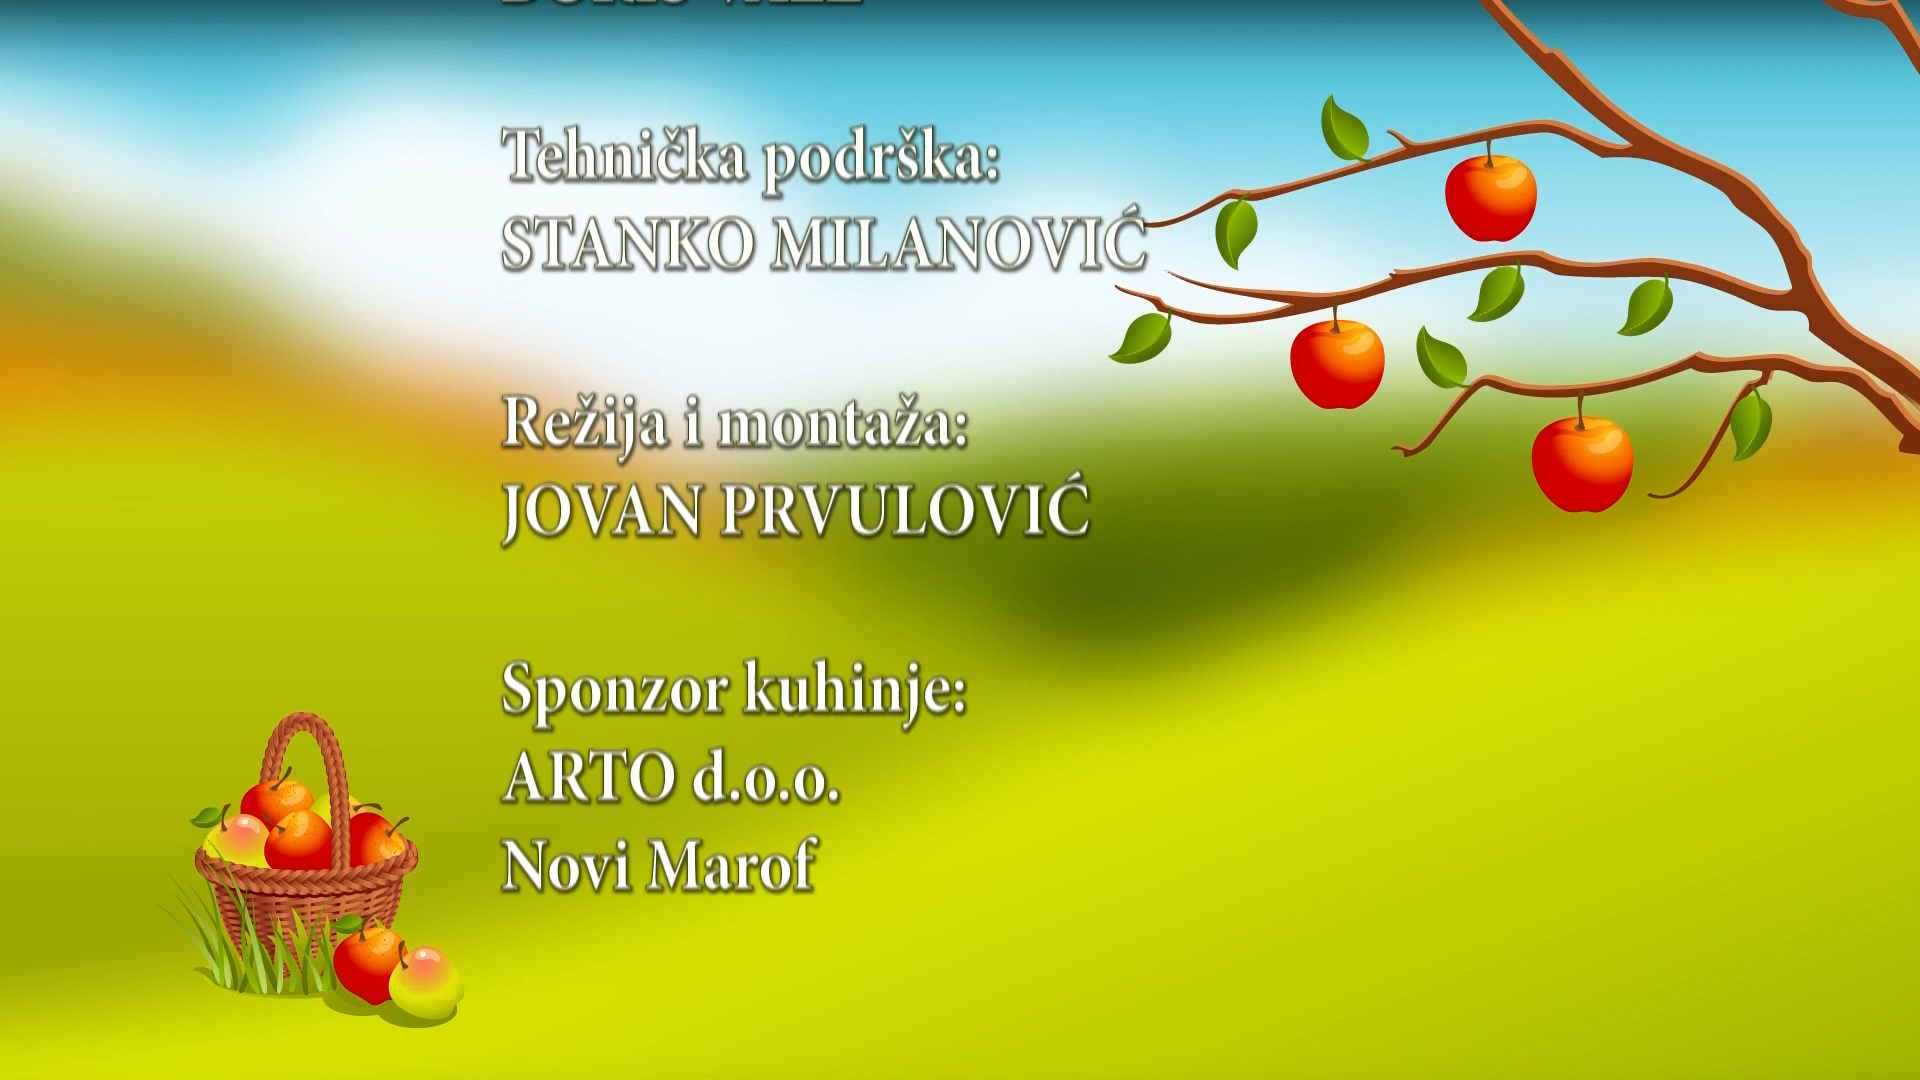 Tehnička podrška:
STANKO MILANOVIĆ
Režija i montaža:
JOVAN PRVULOVIĆ
Sponzor kuhinje:
ARTO d.o.o.
Novi Marof